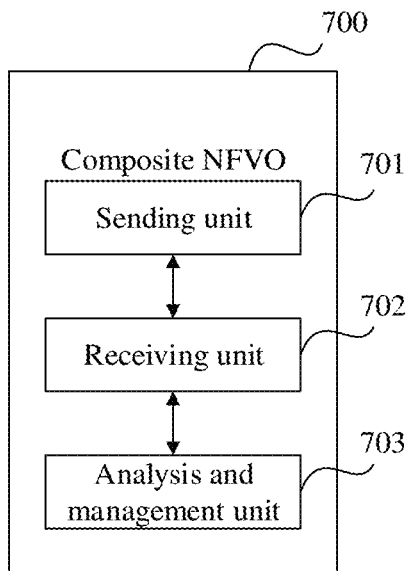 700
Composite NFVO
701
Sending unit
702
Receiving unit
703
Analysis and
management unit